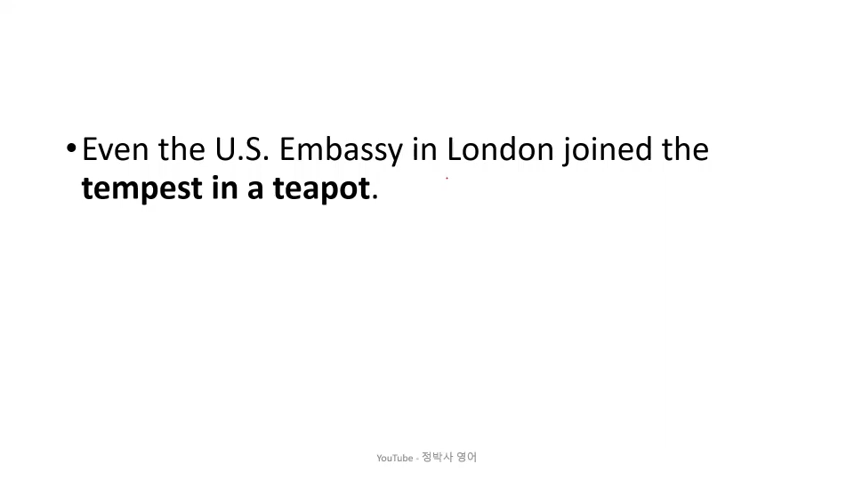 •Even the U.S. Embassy in London joined the
tempest in a teapot.
YouTube - 정박사 영어